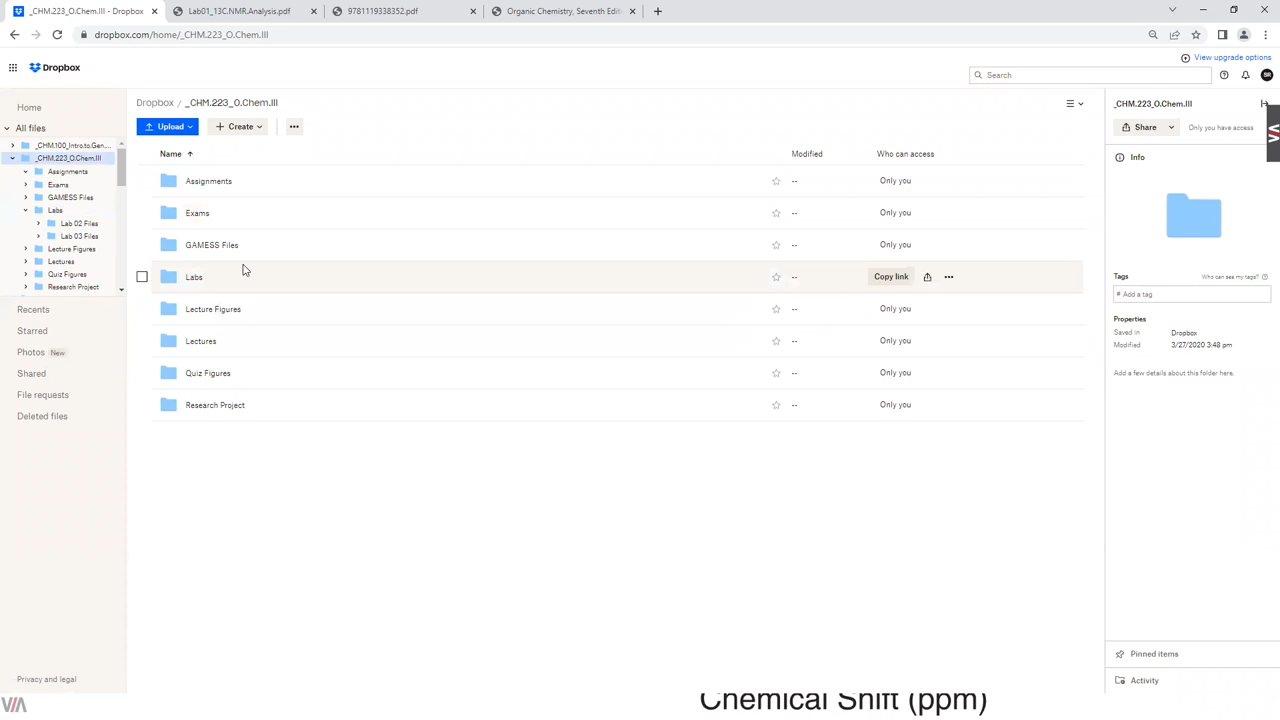 _CHM.223_O.Chem.III - Dropbox
Lab01_13C.NMR.Analysis.pdf
9781119338352.pdf
Organic Chemistry, Seventh Edit
dropbox.com/home/_CHM.223_O.Chem.III
View upgrade options
Dropbox
Search
SR
Home
All files
_CHM.100_Intro.to.Gen....
_CHM.223_O.Chem.III
Assignments
Exams
GAMESS Files
Labs
Lab 02 Files
Lab 03 Files
Lecture Figures
Lectures
Quiz Figures
Research Project
Recents
Starred
Photos New
Shared
File requests
Deleted files
Privacy and legal
Dropbox / _CHM.223_O.Chem.III
Upload
Create
Name Modified Who can access
Assignments -- Only you
Exams -- Only you
GAMESS Files -- Only you
Labs -- Copy link
Lecture Figures -- Only you
Lectures -- Only you
Quiz Figures -- Only you
Research Project -- Only you
_CHM.223_O.Chem.III
Share Only you have access
Info
Tags Who can see my tags?
# Add a tag
Properties
Saved in Dropbox
Modified 3/27/2020 3:48 pm
Add a few details about this folder here.
Pinned items
Activity
Chemical Shift (ppm)
VIA